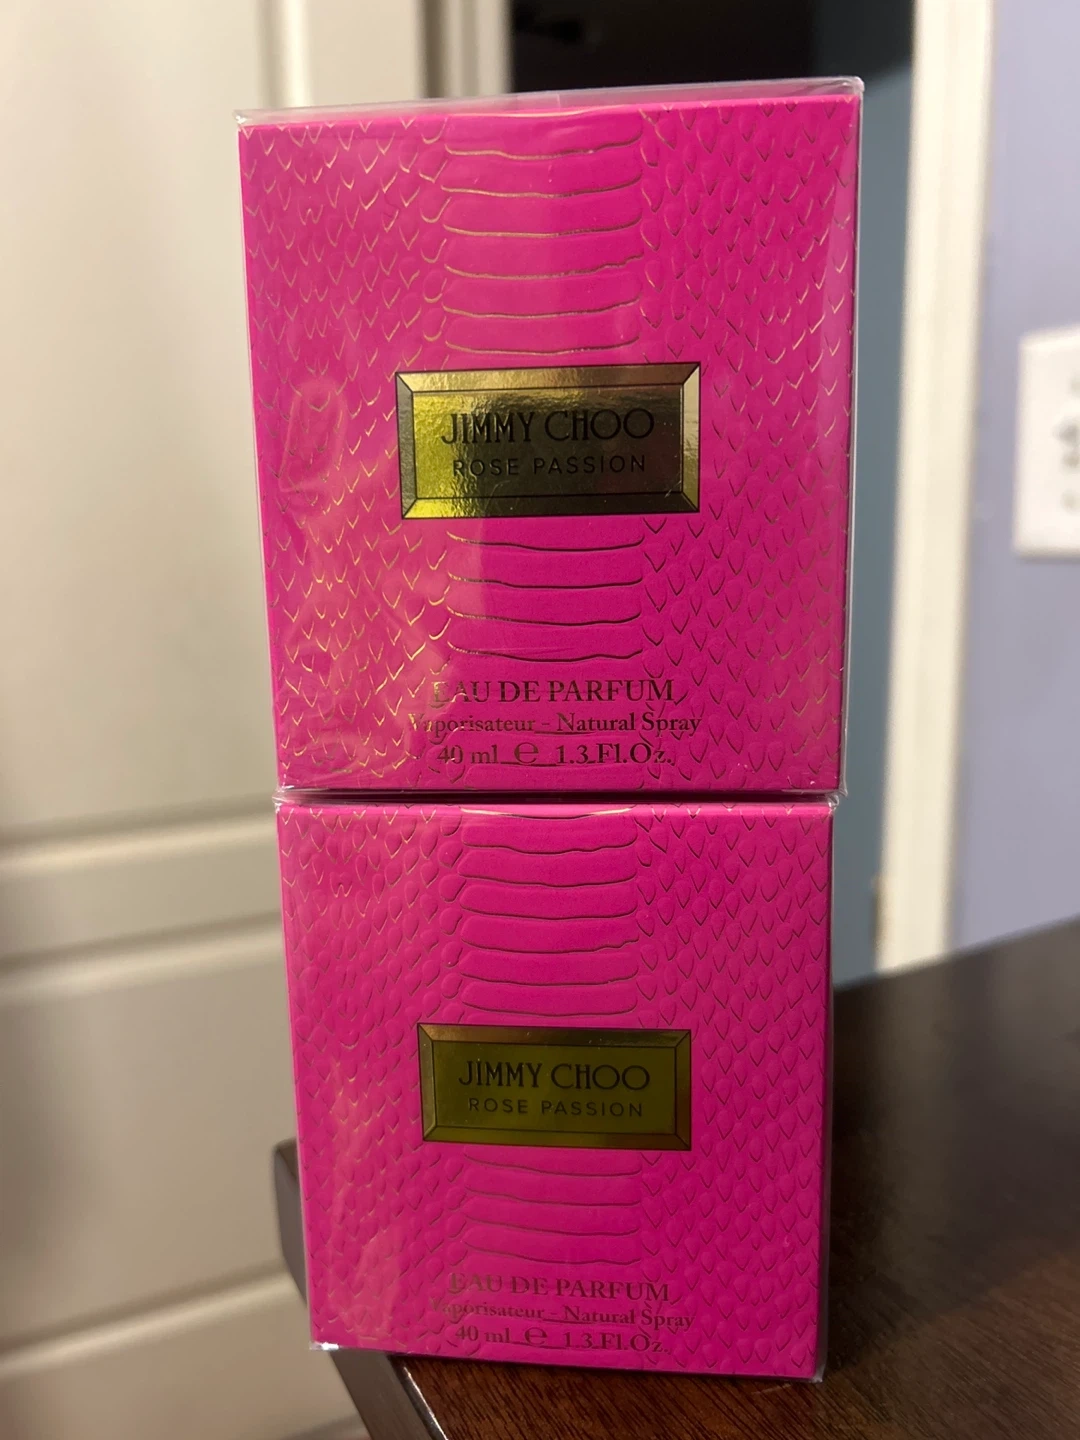 JIMMY CHOO
ROSE PASSION
EAU DE PARFUM
Vaporisateur - Natural Spray
40 ml ℮ 1.3 Fl.Oz.
JIMMY CHOO
ROSE PASSION
EAU DE PARFUM
Vaporisateur - Natural Spray
40 ml ℮ 1.3 Fl.Oz.